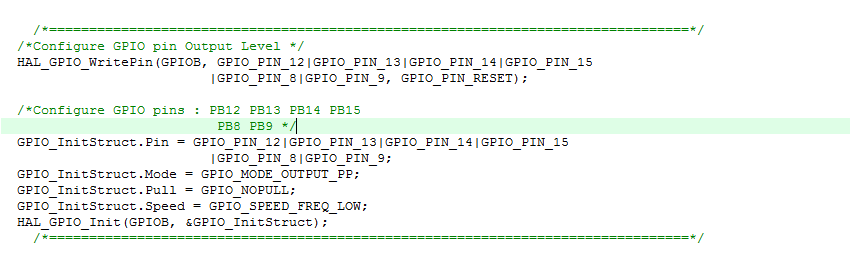 /*================================================================================*/
/*Configure GPIO pin Output Level */
HAL_GPIO_WritePin(GPIOB, GPIO_PIN_12|GPIO_PIN_13|GPIO_PIN_14|GPIO_PIN_15
|GPIO_PIN_8|GPIO_PIN_9, GPIO_PIN_RESET);
/*Configure GPIO pins : PB12 PB13 PB14 PB15
PB8 PB9 */
GPIO_InitStruct.Pin = GPIO_PIN_12|GPIO_PIN_13|GPIO_PIN_14|GPIO_PIN_15
|GPIO_PIN_8|GPIO_PIN_9;
GPIO_InitStruct.Mode = GPIO_MODE_OUTPUT_PP;
GPIO_InitStruct.Pull = GPIO_NOPULL;
GPIO_InitStruct.Speed = GPIO_SPEED_FREQ_LOW;
HAL_GPIO_Init(GPIOB, &GPIO_InitStruct);
/*================================================================================*/